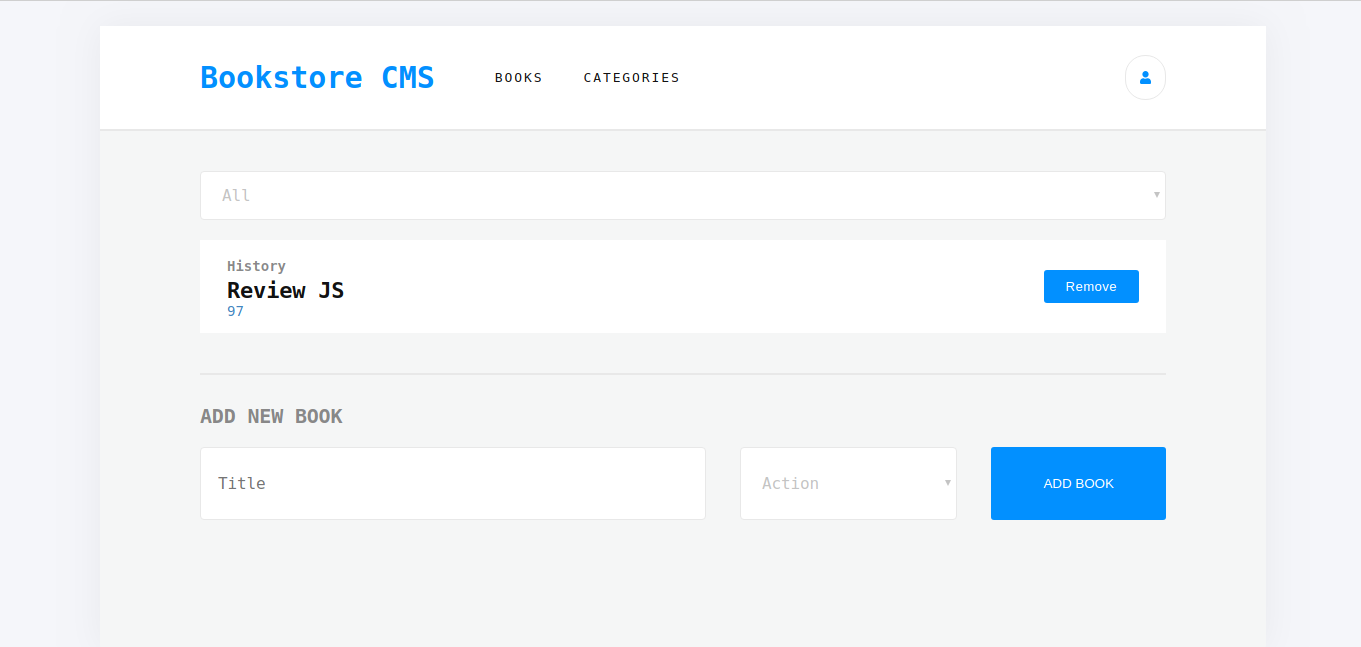 Bookstore CMS BOOKS CATEGORIES
All
History
Review JS
97
Remove
ADD NEW BOOK
Title Action ADD BOOK